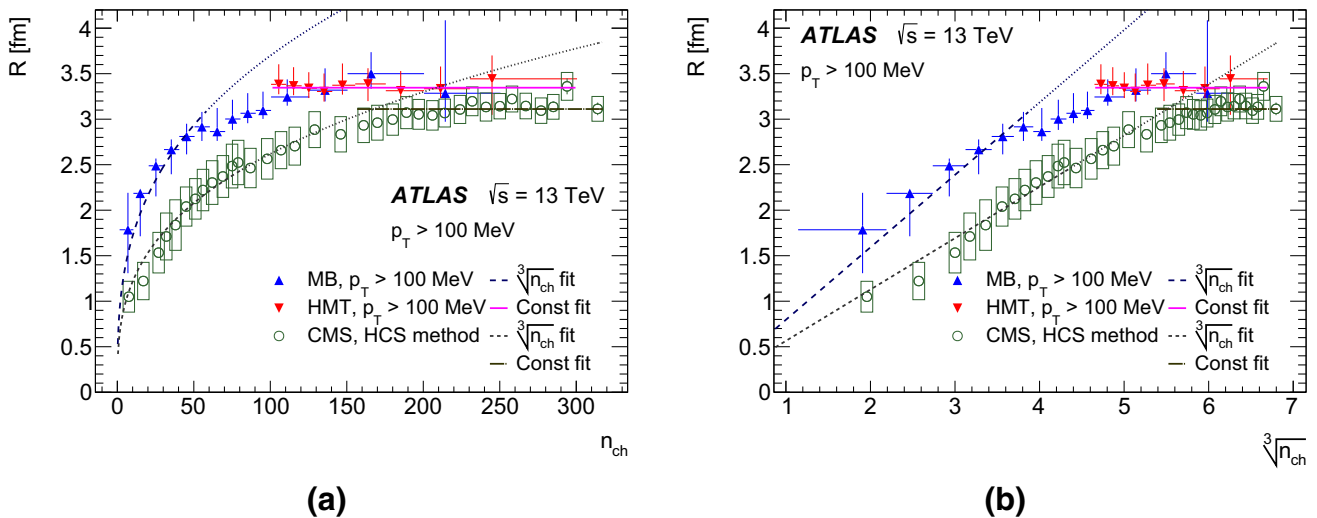 R [fm]
4
3.5
3
2.5
2
1.5
1
0.5
0
ATLAS √s = 13 TeV
p_T > 100 MeV
MB, p_T > 100 MeV
∛n_ch fit
HMT, p_T > 100 MeV
Const fit
CMS, HCS method
∛n_ch fit
Const fit
0 50 100 150 200 250 300
n_ch
(a)
R [fm]
4
3.5
3
2.5
2
1.5
1
0.5
0
ATLAS √s = 13 TeV
p_T > 100 MeV
MB, p_T > 100 MeV
∛n_ch fit
HMT, p_T > 100 MeV
Const fit
CMS, HCS method
∛n_ch fit
Const fit
1 2 3 4 5 6 7
∛n_ch
(b)